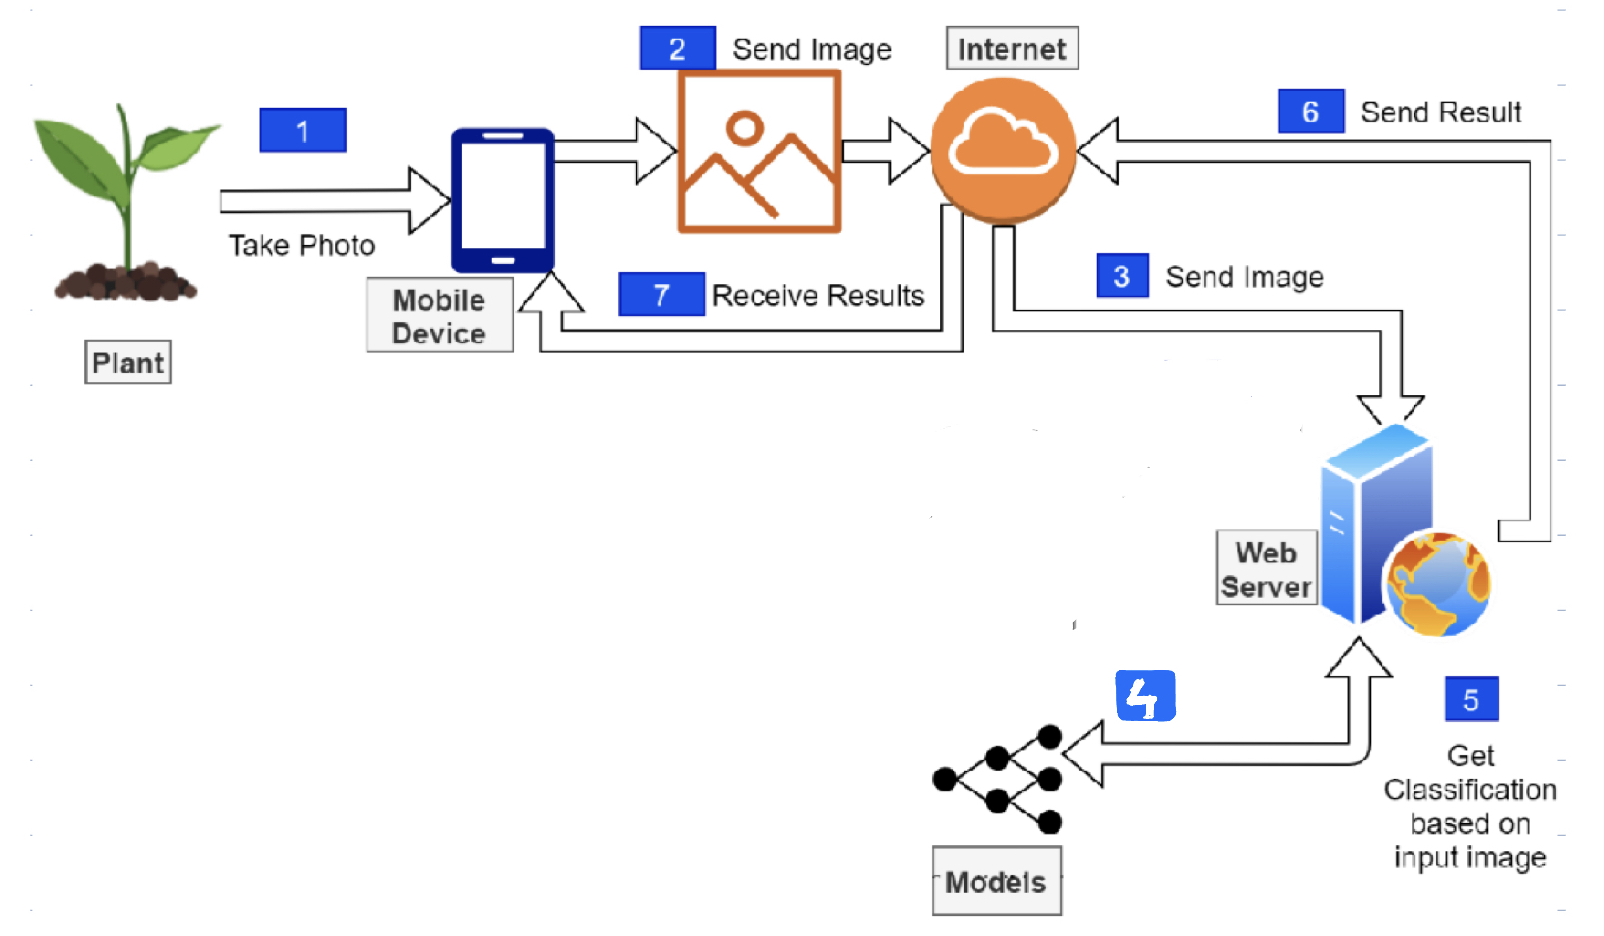 2 Send Image
Internet
1
6 Send Result
Take Photo
3 Send Image
7 Receive Results
Mobile
Device
Plant
Web
Server
4
5
Get
Classification
based on
input image
Models